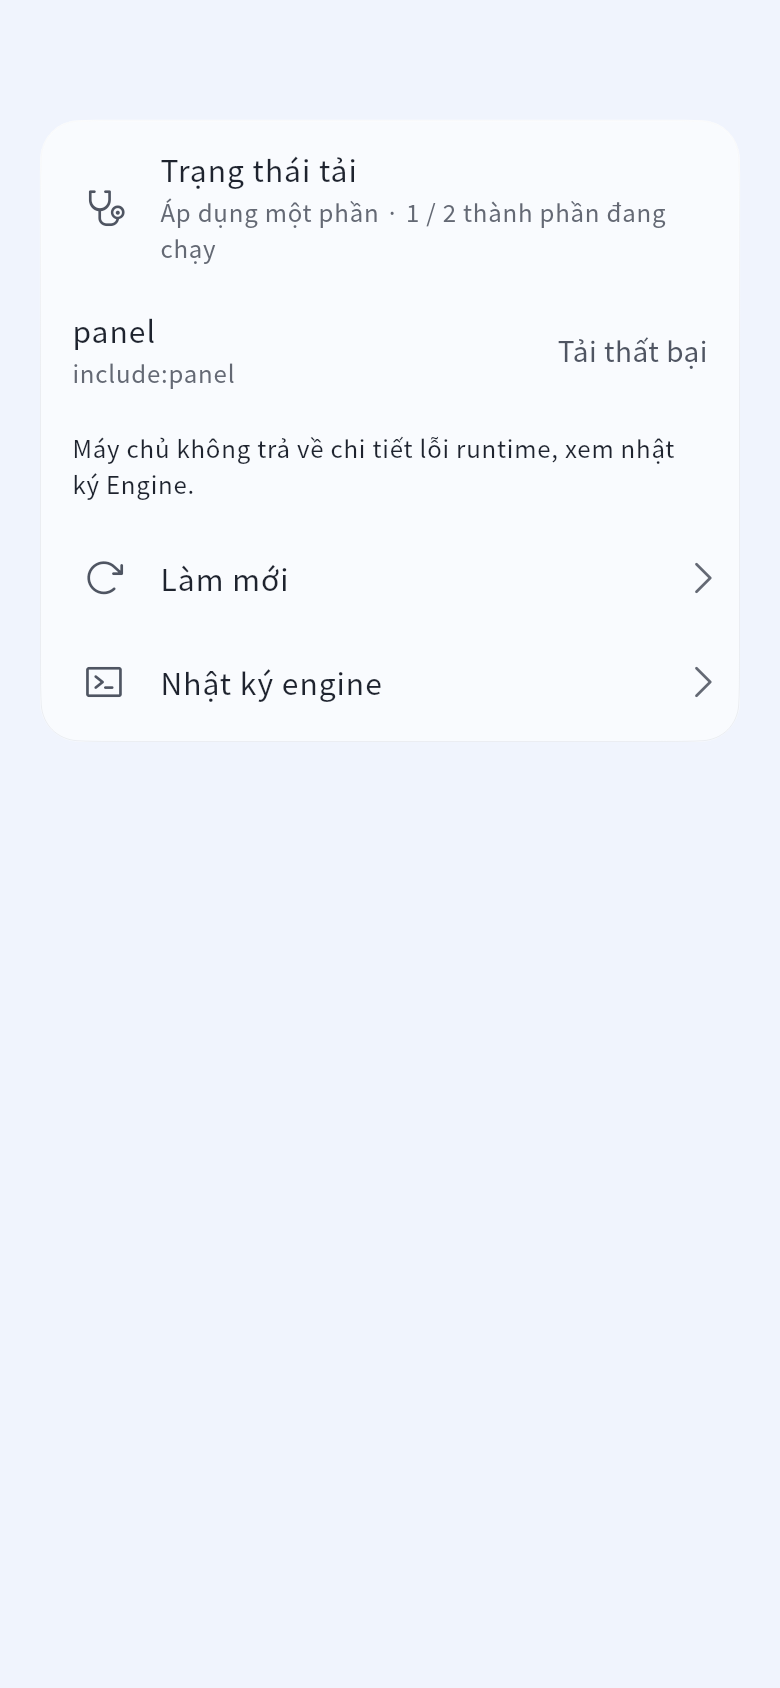 Trạng thái tải
Áp dụng một phần · 1 / 2 thành phần đang
chạy
panel
include:panel
Tải thất bại
Máy chủ không trả về chi tiết lỗi runtime, xem nhật
ký Engine.
Làm mới
Nhật ký engine